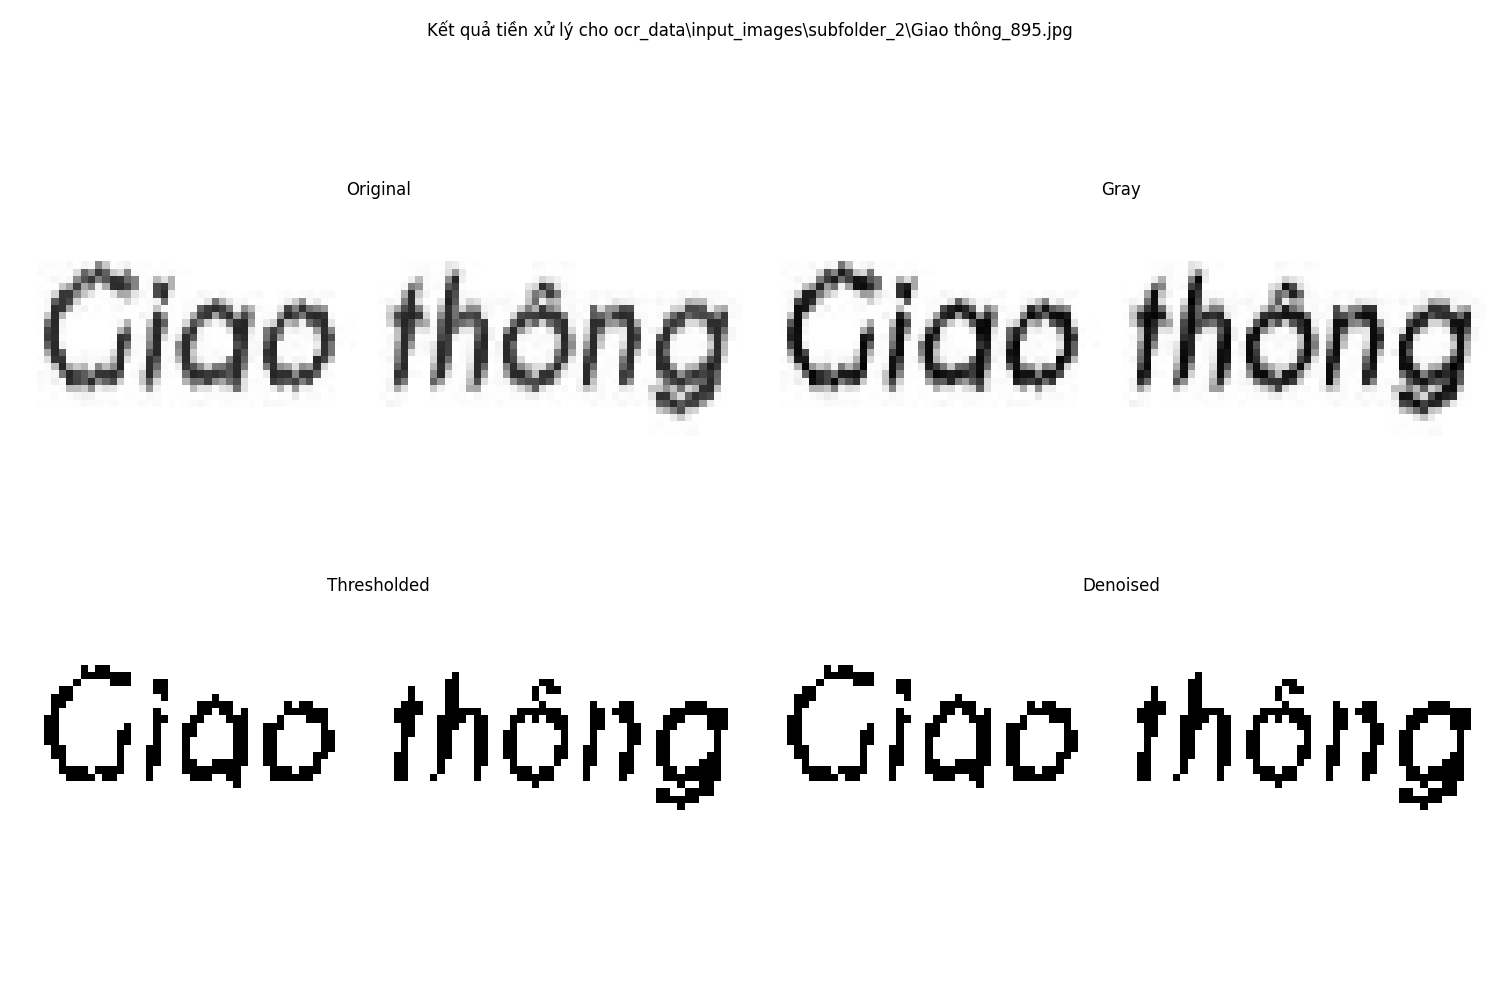 Kết quả tiền xử lý cho ocr_data\input_images\subfolder_2\Giao thông_895.jpg
Original
Gray
Giao thông
Giao thông
Thresholded
Denoised
Giao thông
Giao thông